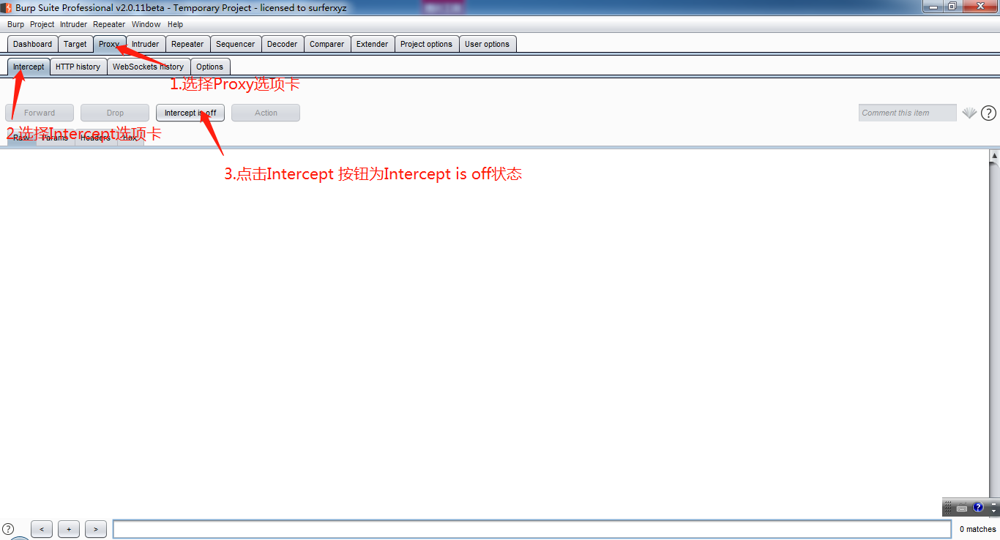 Burp Suite Professional v2.0.11beta - Temporary Project - licensed to surferxyz
Burp Project Intruder Repeater Window Help
Dashboard Target Proxy Intruder Repeater Sequencer Decoder Comparer Extender Project options User options
Intercept HTTP history WebSockets history Options
1.选择Proxy选项卡
Forward Drop Intercept is off Action Comment this item ?
2.选择Intercept选项卡
Raw Params Headers Hex
3.点击Intercept 按钮为Intercept is off状态
? < + > 0 matches